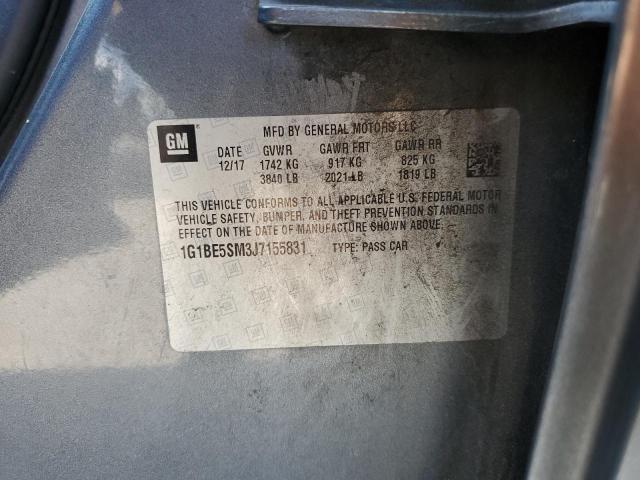 GM
MFD BY GENERAL MOTORS LLC
DATE GVWR GAWR FRT GAWR RR
12/17 1742 KG 917 KG 825 KG
3840 LB 2021 LB 1819 LB
THIS VEHICLE CONFORMS TO ALL APPLICABLE U.S. FEDERAL MOTOR
VEHICLE SAFETY, BUMPER, AND THEFT PREVENTION STANDARDS IN
EFFECT ON THE DATE OF MANUFACTURE SHOWN ABOVE.
1G1BE5SM3J7155831 TYPE: PASS CAR